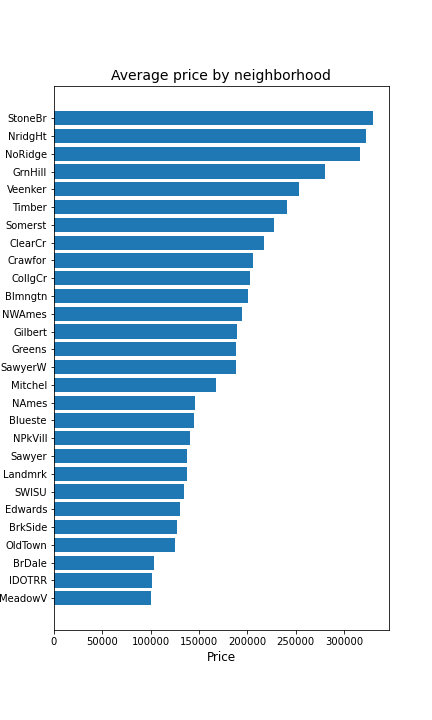 Average price by neighborhood
StoneBr
NridgHt
NoRidge
GrnHill
Veenker
Timber
Somerst
ClearCr
Crawfor
CollgCr
Blmngtn
NWAmes
Gilbert
Greens
SawyerW
Mitchel
NAmes
Blueste
NPkVill
Sawyer
Landmrk
SWISU
Edwards
BrkSide
OldTown
BrDale
IDOTRR
MeadowV
0 50000 100000 150000 200000 250000 300000
Price